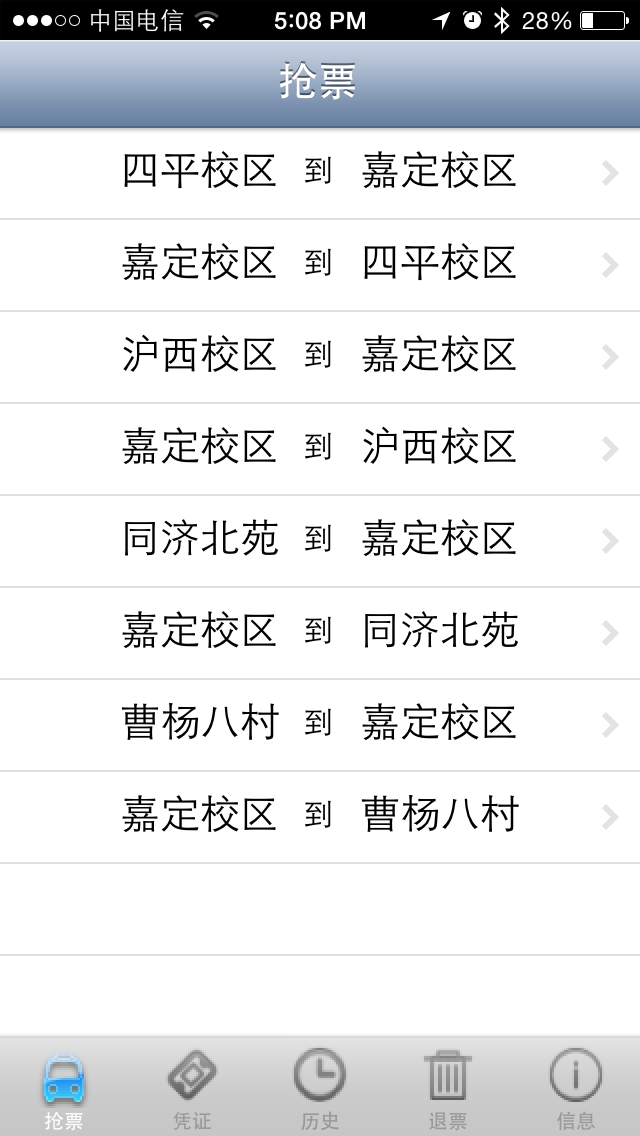 中国电信 5:08 PM 28%
抢票
四平校区 到 嘉定校区
嘉定校区 到 四平校区
沪西校区 到 嘉定校区
嘉定校区 到 沪西校区
同济北苑 到 嘉定校区
嘉定校区 到 同济北苑
曹杨八村 到 嘉定校区
嘉定校区 到 曹杨八村
抢票 凭证 历史 退票 信息